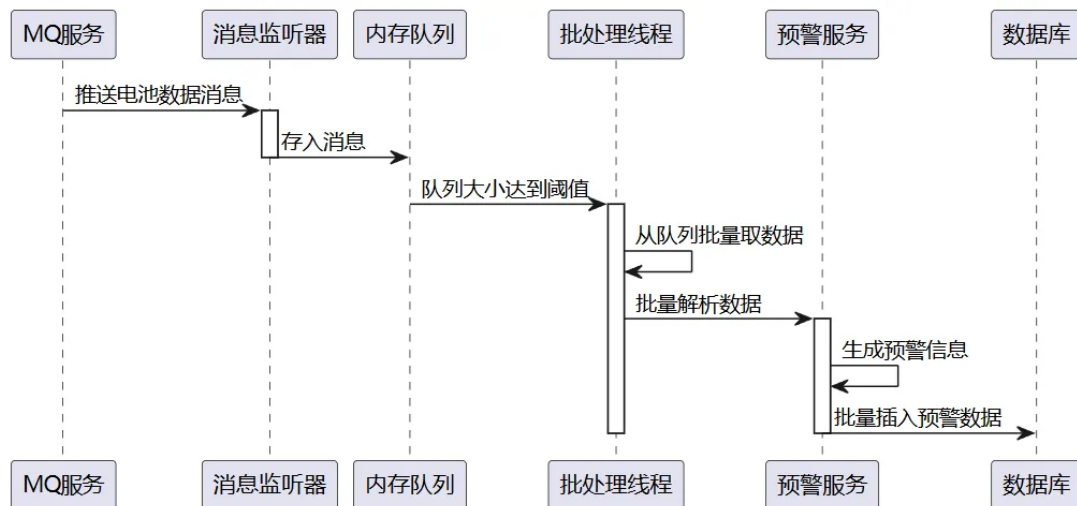 MQ服务
消息监听器
内存队列
批处理线程
预警服务
数据库
推送电池数据消息
存入消息
队列大小达到阈值
从队列批量取数据
批量解析数据
生成预警信息
批量插入预警数据
MQ服务
消息监听器
内存队列
批处理线程
预警服务
数据库